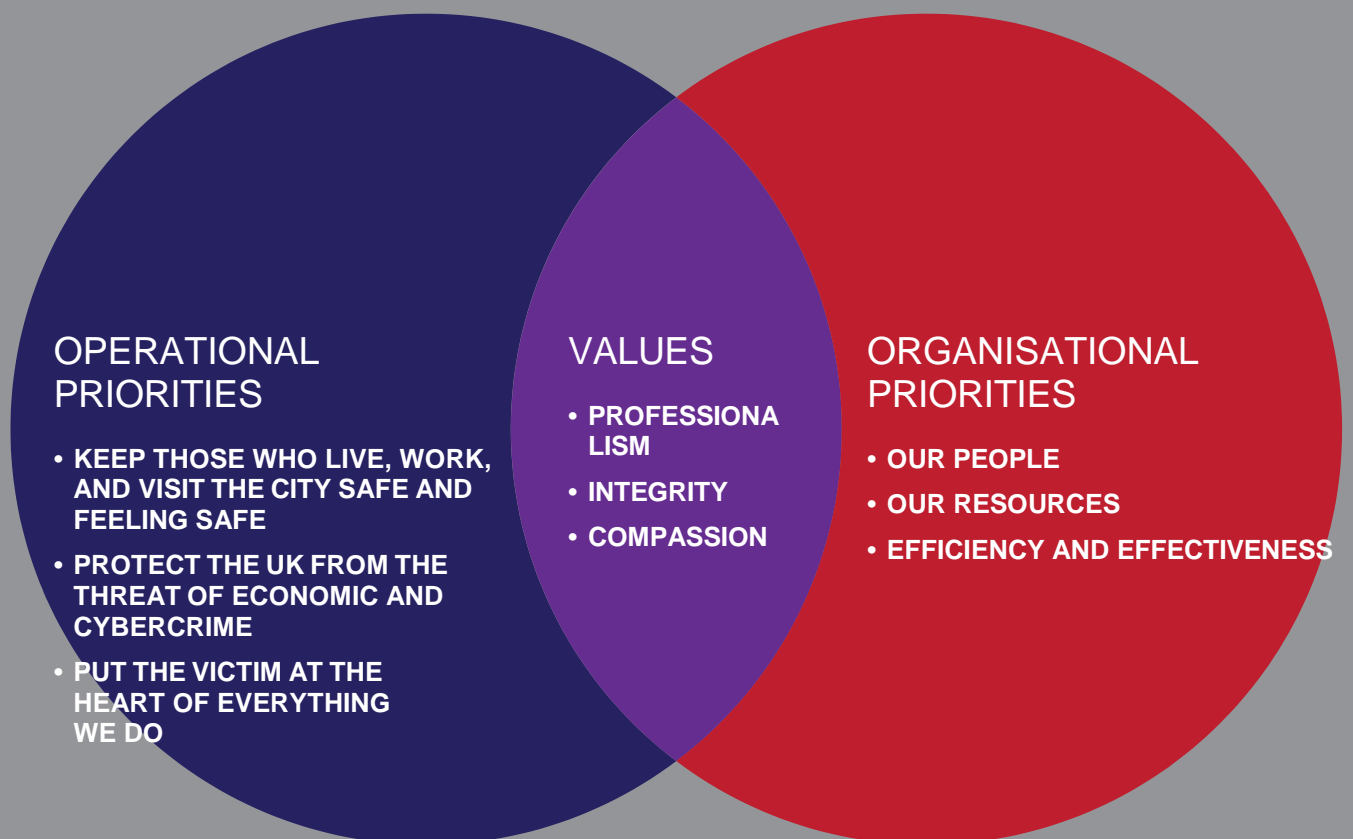 OPERATIONAL
PRIORITIES
• KEEP THOSE WHO LIVE, WORK,
AND VISIT THE CITY SAFE AND
FEELING SAFE
• PROTECT THE UK FROM THE
THREAT OF ECONOMIC AND
CYBERCRIME
• PUT THE VICTIM AT THE
HEART OF EVERYTHING
WE DO
VALUES
• PROFESSIONA
LISM
• INTEGRITY
• COMPASSION
ORGANISATIONAL
PRIORITIES
• OUR PEOPLE
• OUR RESOURCES
• EFFICIENCY AND EFFECTIVENESS